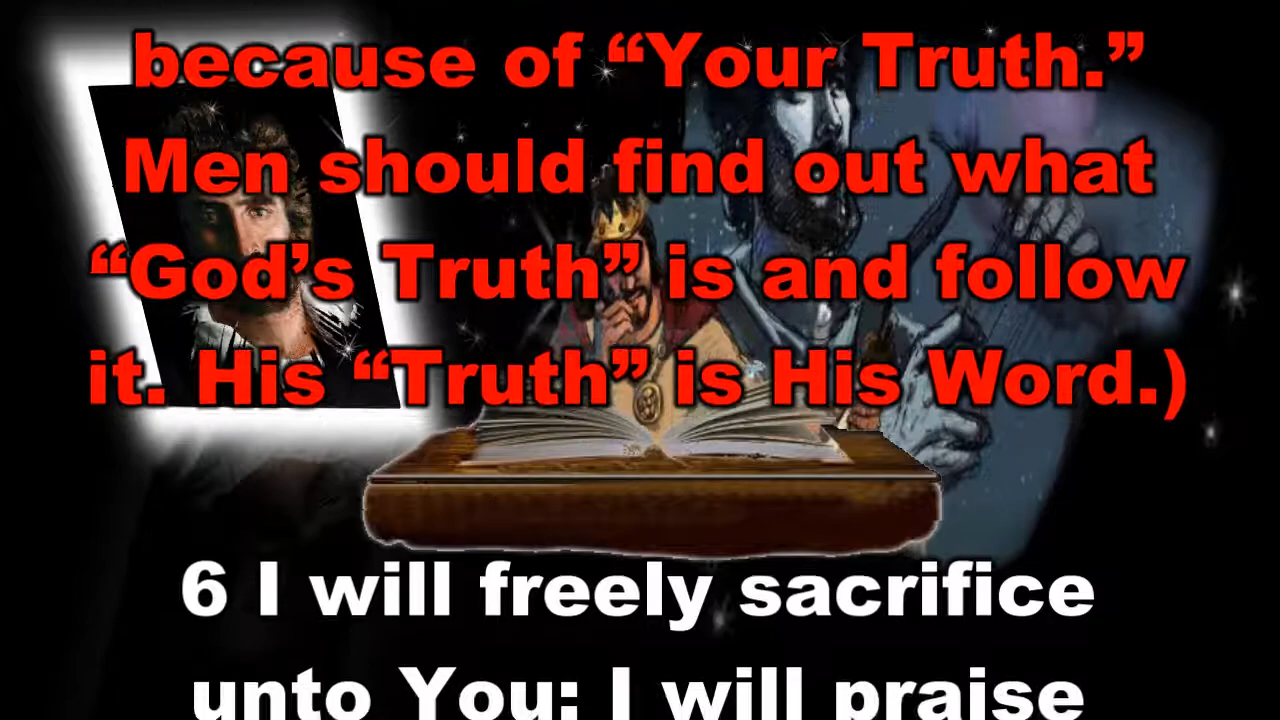 because of “Your Truth.”
Men should find out what
“God’s Truth” is and follow
it. His “Truth” is His Word.)
6 I will freely sacrifice
unto You: I will praise